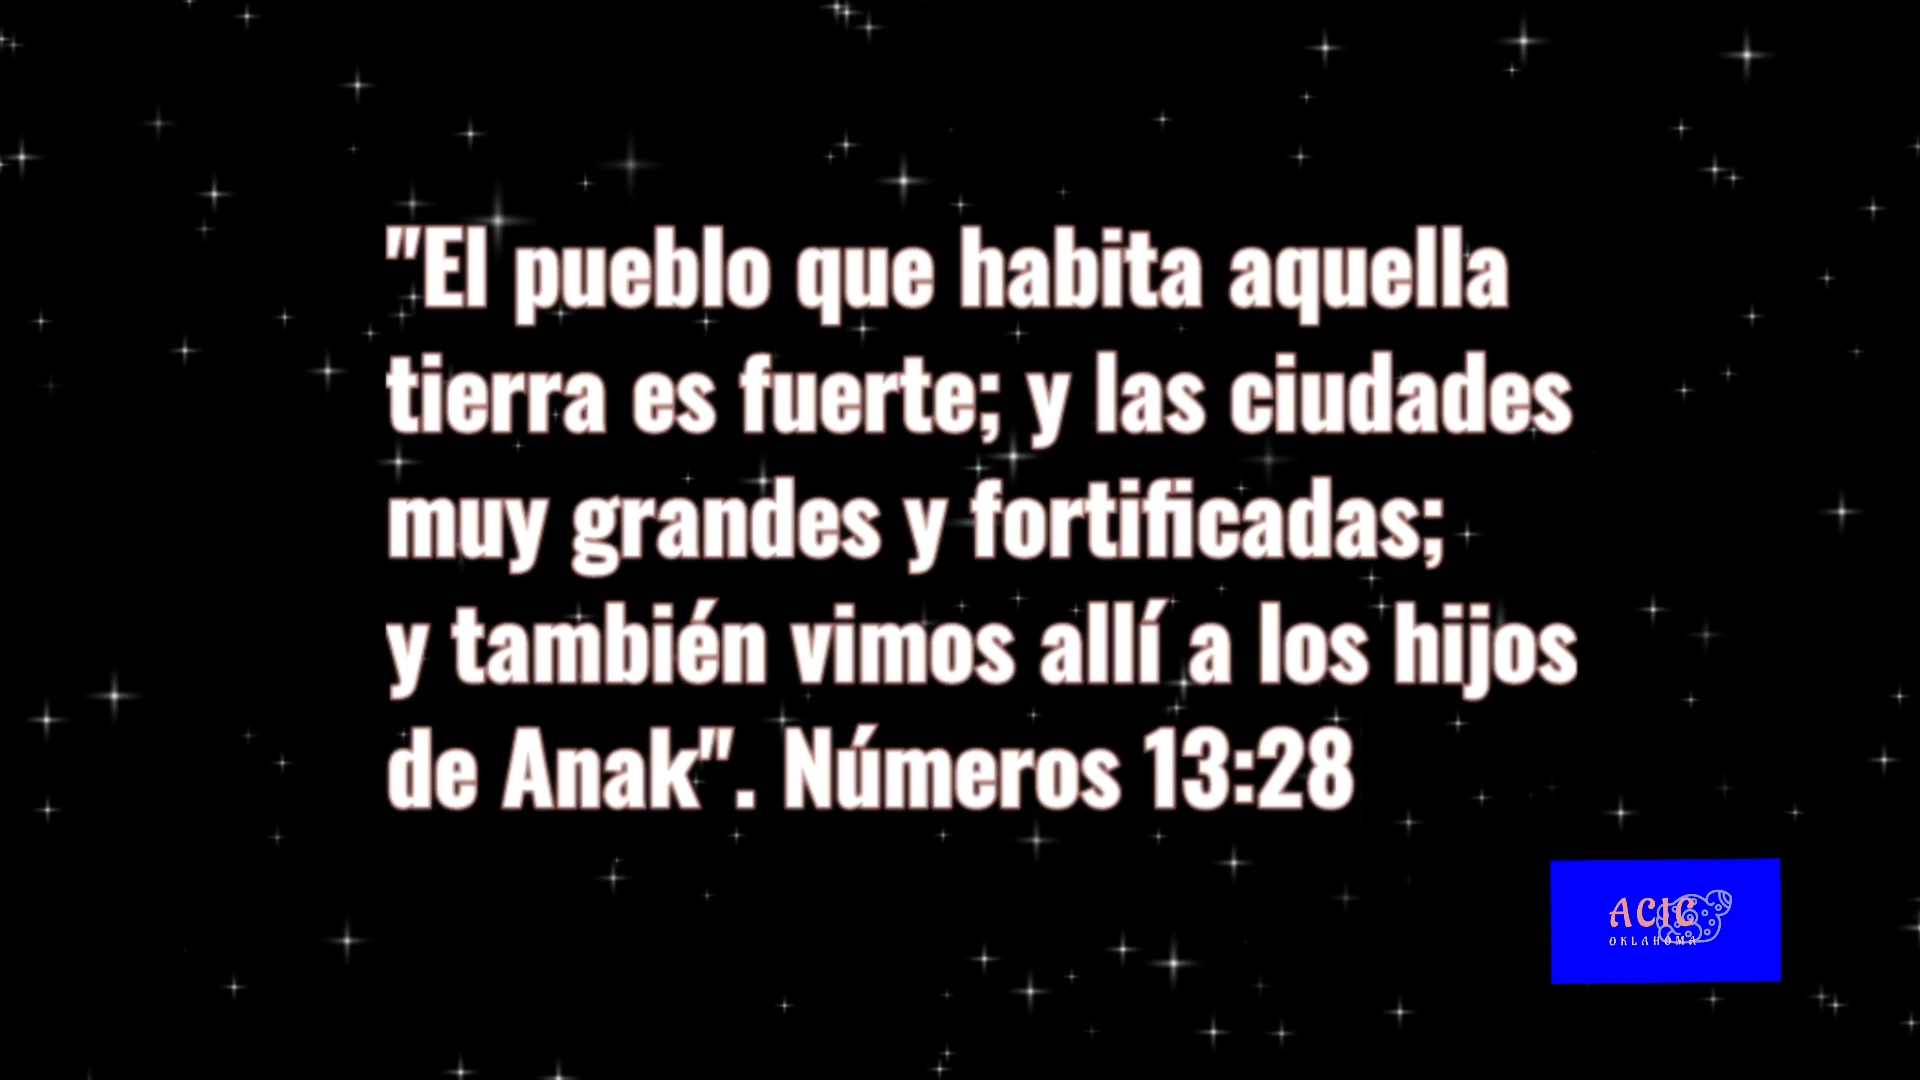 "El pueblo que habita aquella
tierra es fuerte; y las ciudades
muy grandes y fortificadas;
y también vimos allí a los hijos
de Anak". Números 13:28
ACIC
OKLAHOMA